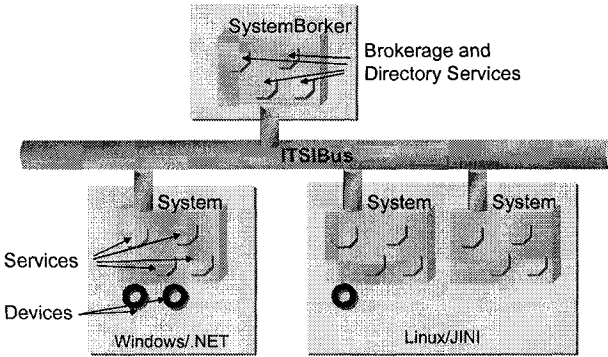 SystemBorker
Brokerage and
Directory Services
ITSIBus
System
System
System
Services
Devices
Windows/.NET
Linux/JINI